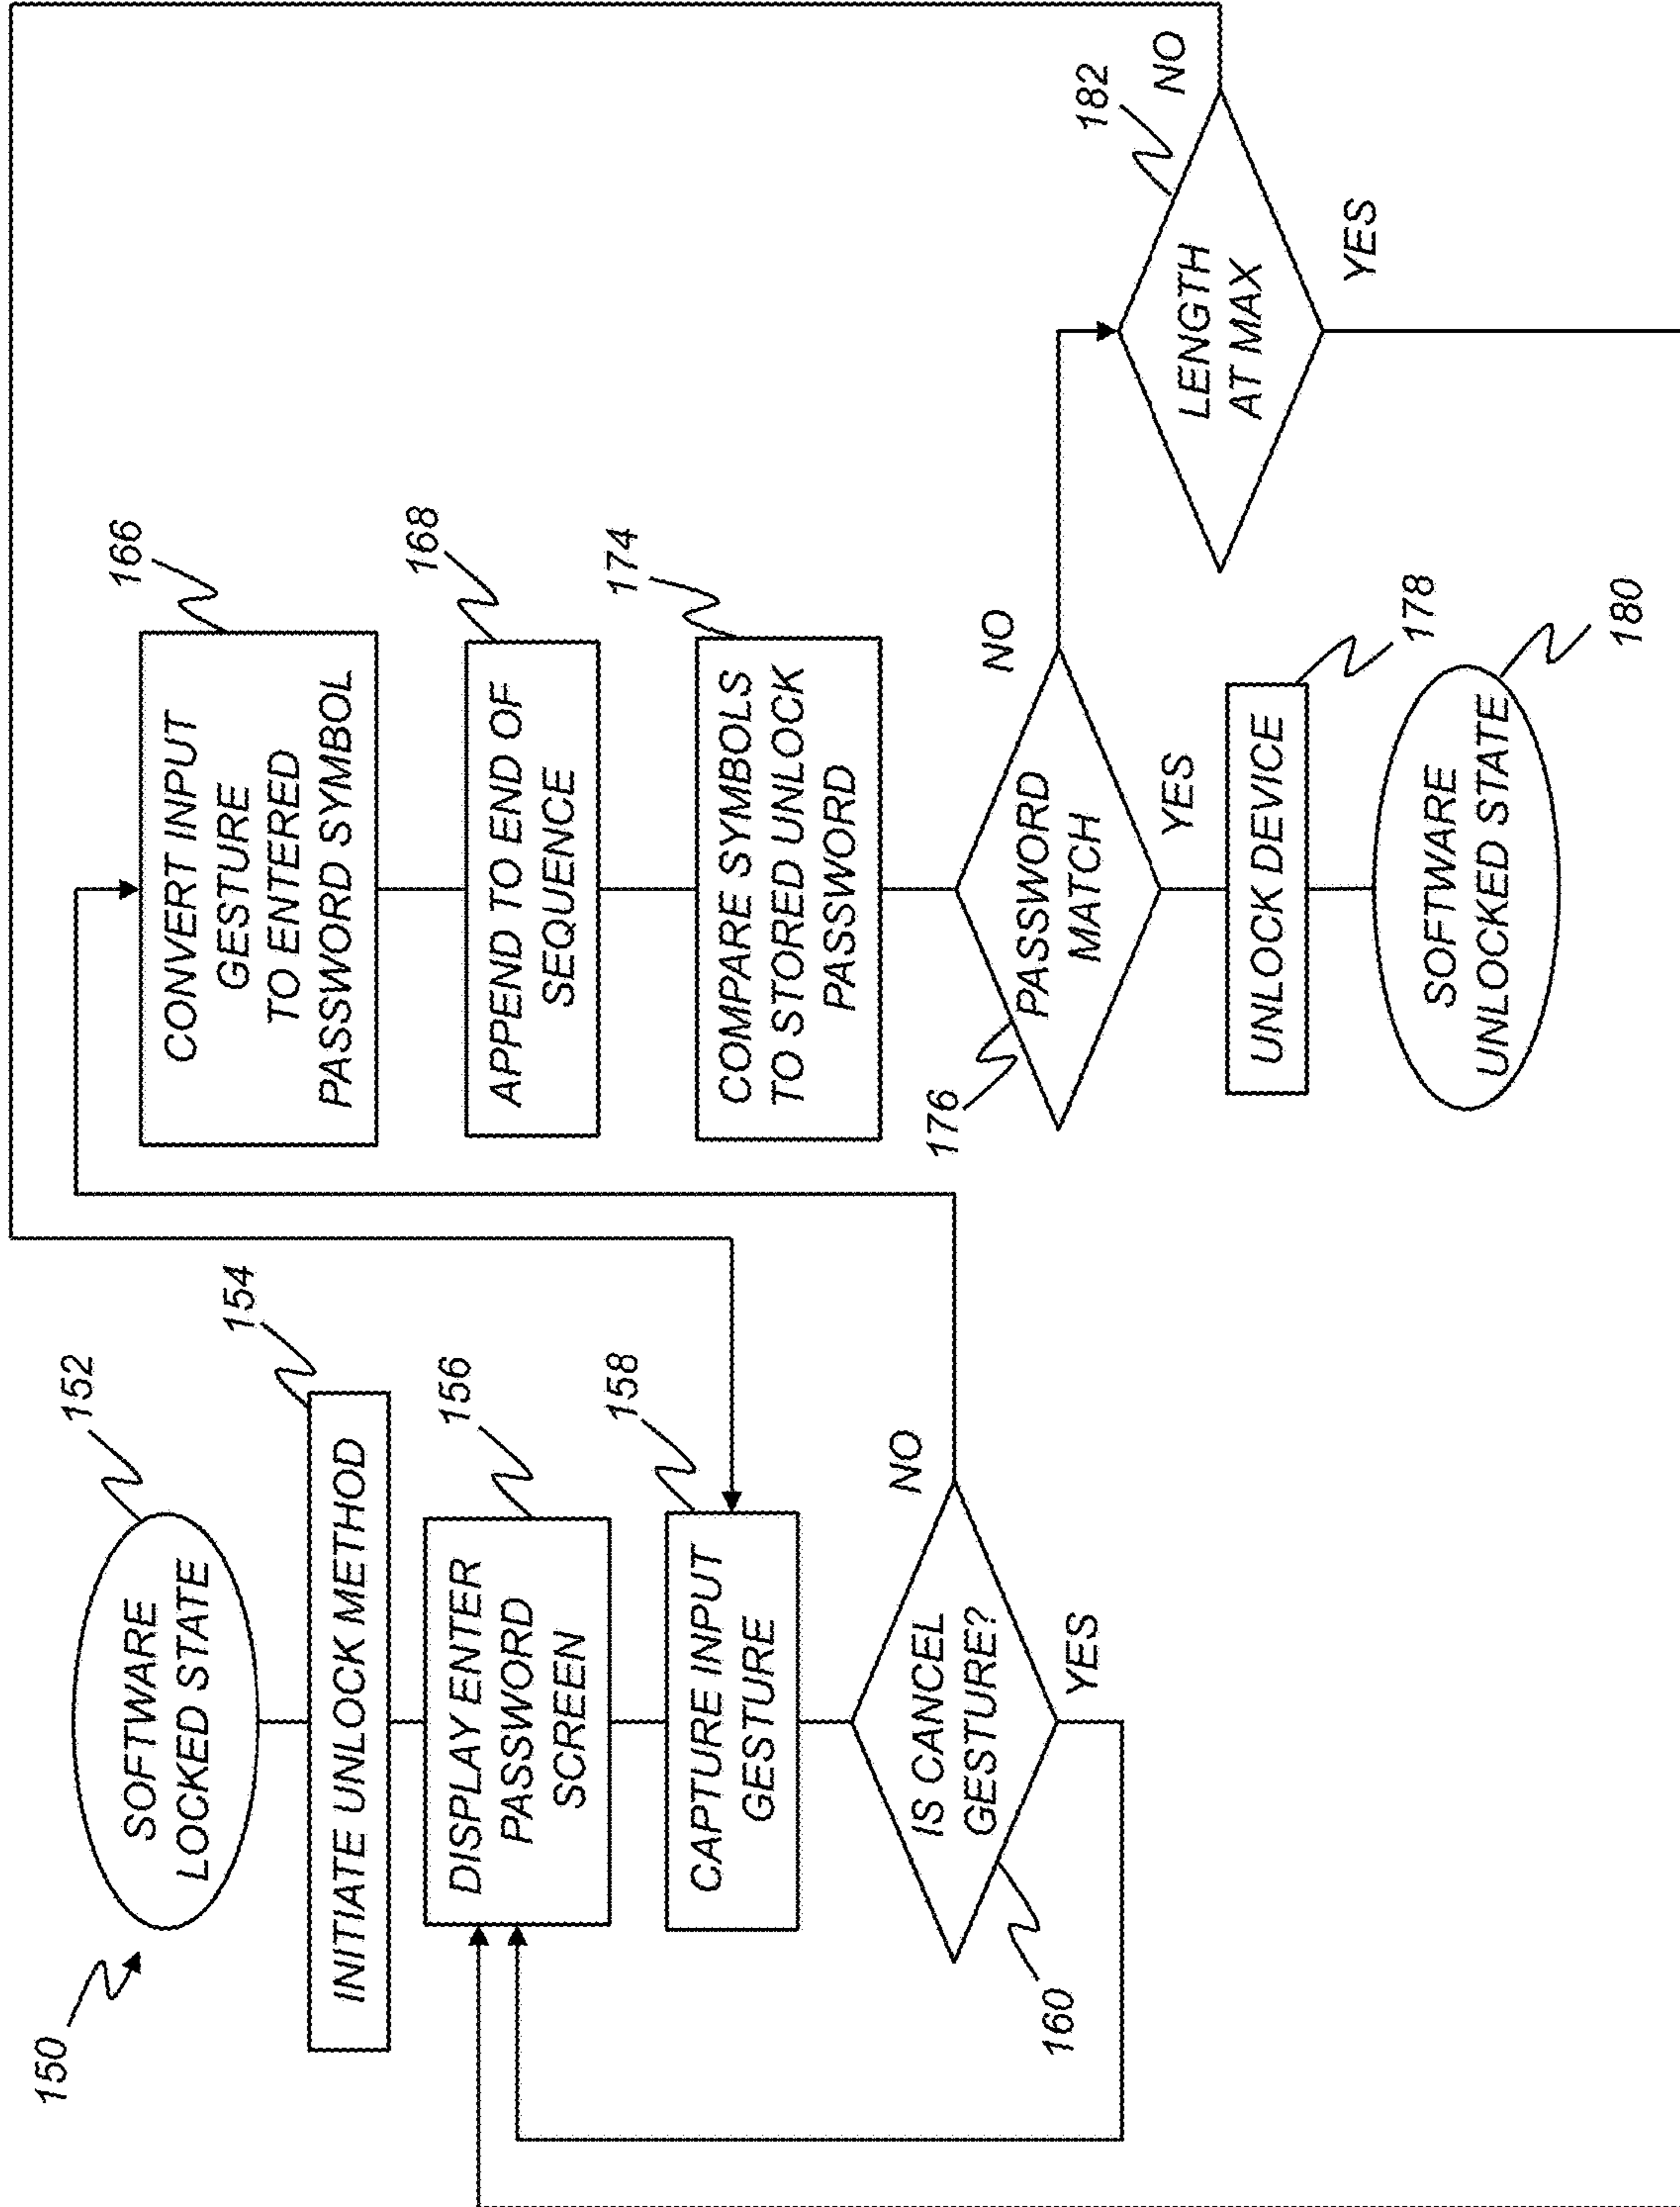 150
152
SOFTWARE
LOCKED STATE
154
INITIATE UNLOCK METHOD
156
DISPLAY ENTER
PASSWORD
SCREEN
158
CAPTURE INPUT
GESTURE
IS CANCEL
GESTURE?
NO
YES
160
166
CONVERT INPUT
GESTURE
TO ENTERED
PASSWORD SYMBOL
168
APPEND TO END OF
SEQUENCE
174
COMPARE SYMBOLS
TO STORED UNLOCK
PASSWORD
176
PASSWORD
MATCH
NO
YES
UNLOCK DEVICE
178
SOFTWARE
UNLOCKED STATE
180
182
LENGTH
AT MAX
NO
YES